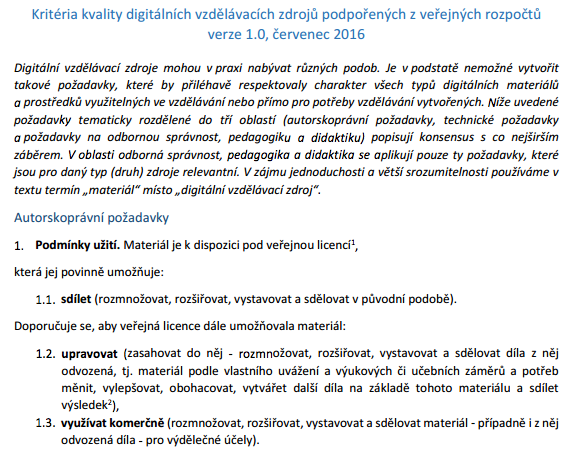 Kritéria kvality digitálních vzdělávacích zdrojů podpořených z veřejných rozpočtů
verze 1.0, červenec 2016
Digitální vzdělávací zdroje mohou v praxi nabývat různých podob. Je v podstatě nemožné vytvořit
takové požadavky, které by přiléhavě respektovaly charakter všech typů digitálních materiálů
a prostředků využitelných ve vzdělávání nebo přímo pro potřeby vzdělávání vytvořených. Níže uvedené
požadavky tematicky rozdělené do tří oblastí (autorskoprávní požadavky, technické požadavky
a požadavky na odbornou správnost, pedagogiku a didaktiku) popisují konsensus s co nejširším
záběrem. V oblasti odborná správnost, pedagogika a didaktika se aplikují pouze ty požadavky, které
jsou pro daný typ (druh) zdroje relevantní. V zájmu jednoduchosti a větší srozumitelnosti používáme v
textu termín „materiál“ místo „digitální vzdělávací zdroj“.
Autorskoprávní požadavky
1. Podmínky užití. Materiál je k dispozici pod veřejnou licencí¹,
která jej povinně umožňuje:
1.1. sdílet (rozmnožovat, rozšiřovat, vystavovat a sdělovat v původní podobě).
Doporučuje se, aby veřejná licence dále umožňovala materiál:
1.2. upravovat (zasahovat do něj - rozmnožovat, rozšiřovat, vystavovat a sdělovat díla z něj
odvozená, tj. materiál podle vlastního uvážení a výukových či učebních záměrů a potřeb
měnit, vylepšovat, obohacovat, vytvářet další díla na základě tohoto materiálu a sdílet
výsledek²),
1.3. využívat komerčně (rozmnožovat, rozšiřovat, vystavovat a sdělovat materiál - případně i z něj
odvozená díla - pro výdělečné účely).